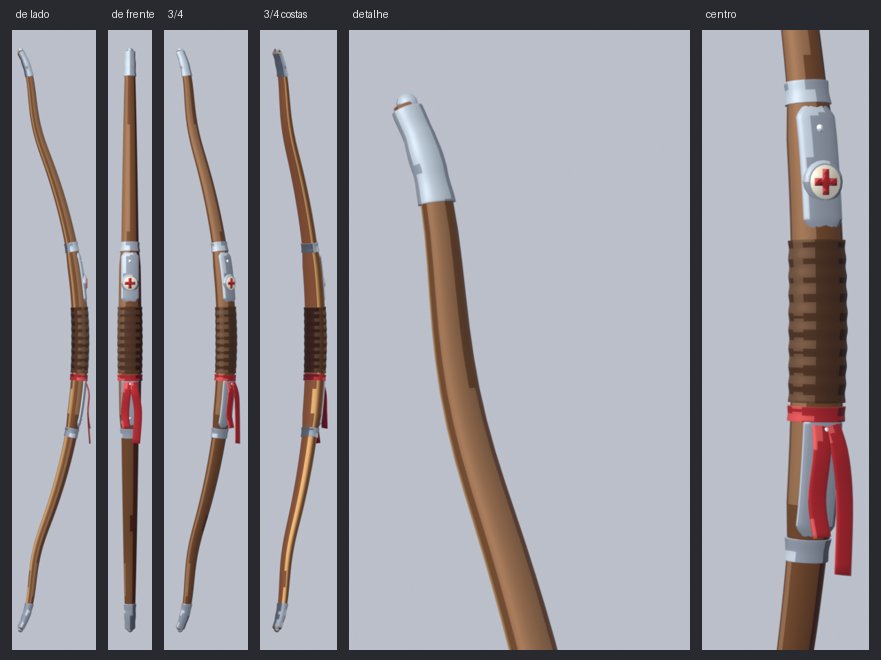 de lado
de frente
3/4
3/4 costas
detalhe
centro